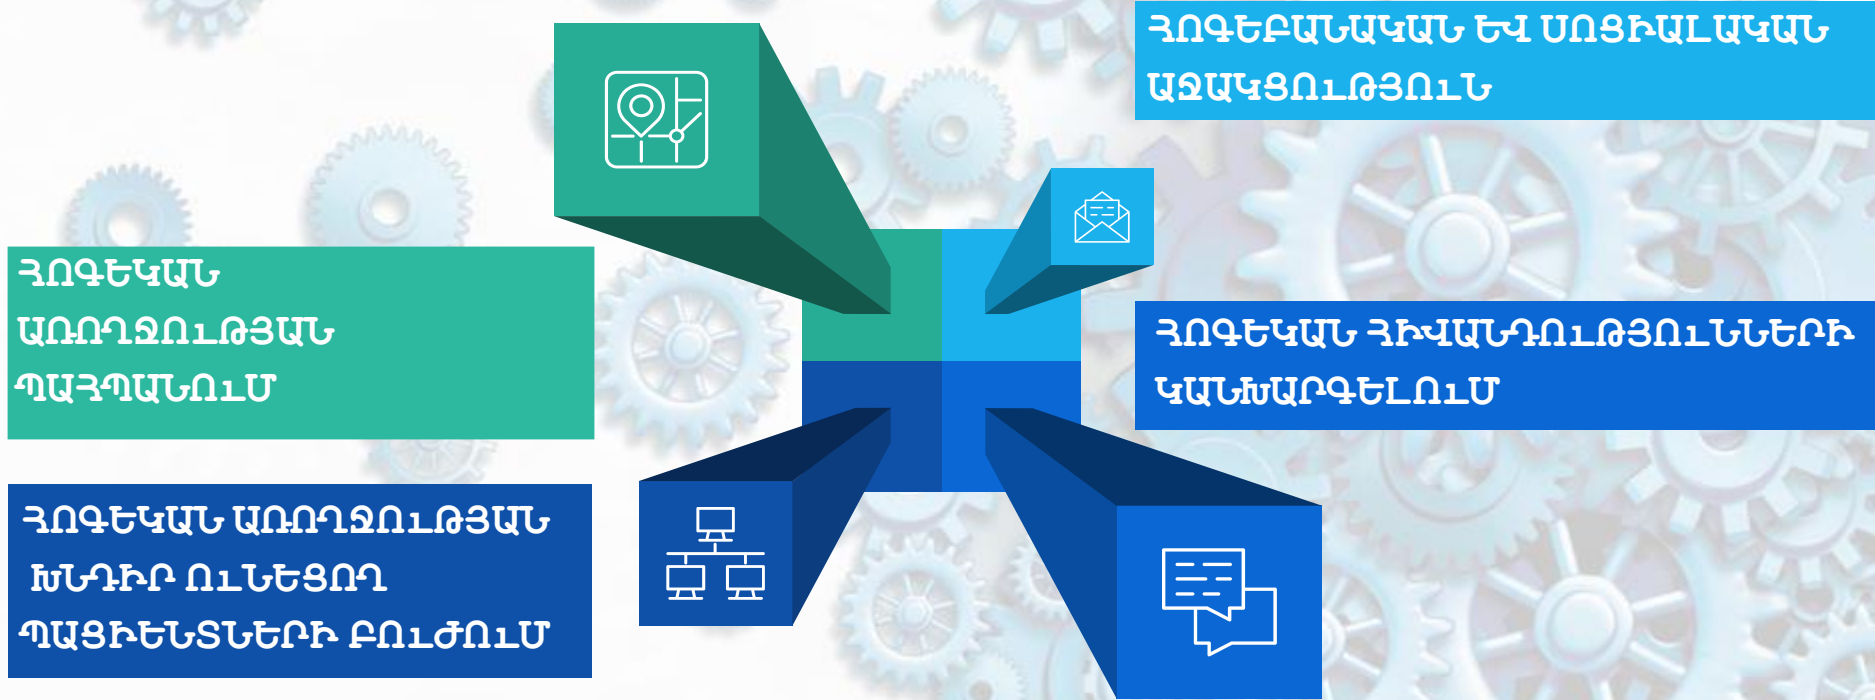 ՀՈԳԵԿԱՆ
ԱՌՈՂՋՈւԹՅԱՆ
ՊԱՀՊԱՆՈւՄ
ՀՈԳԵԿԱՆ ԱՌՈՂՋՈւԹՅԱՆ
ԽՆԴԻՐ ՈւՆԵՑՈՂ
ՊԱՑԻԵՆՏՆԵՐԻ ԲՈւԺՈւՄ
ՀՈԳԵԲԱՆԱԿԱՆ ԵՎ ՍՈՑԻԱԼԱԿԱՆ
ԱՋԱԿՑՈւԹՅՈւՆ
ՀՈԳԵԿԱՆ ՀԻՎԱՆԴՈւԹՅՈւՆՆԵՐԻ
ԿԱՆԽԱՐԳԵԼՈւՄ